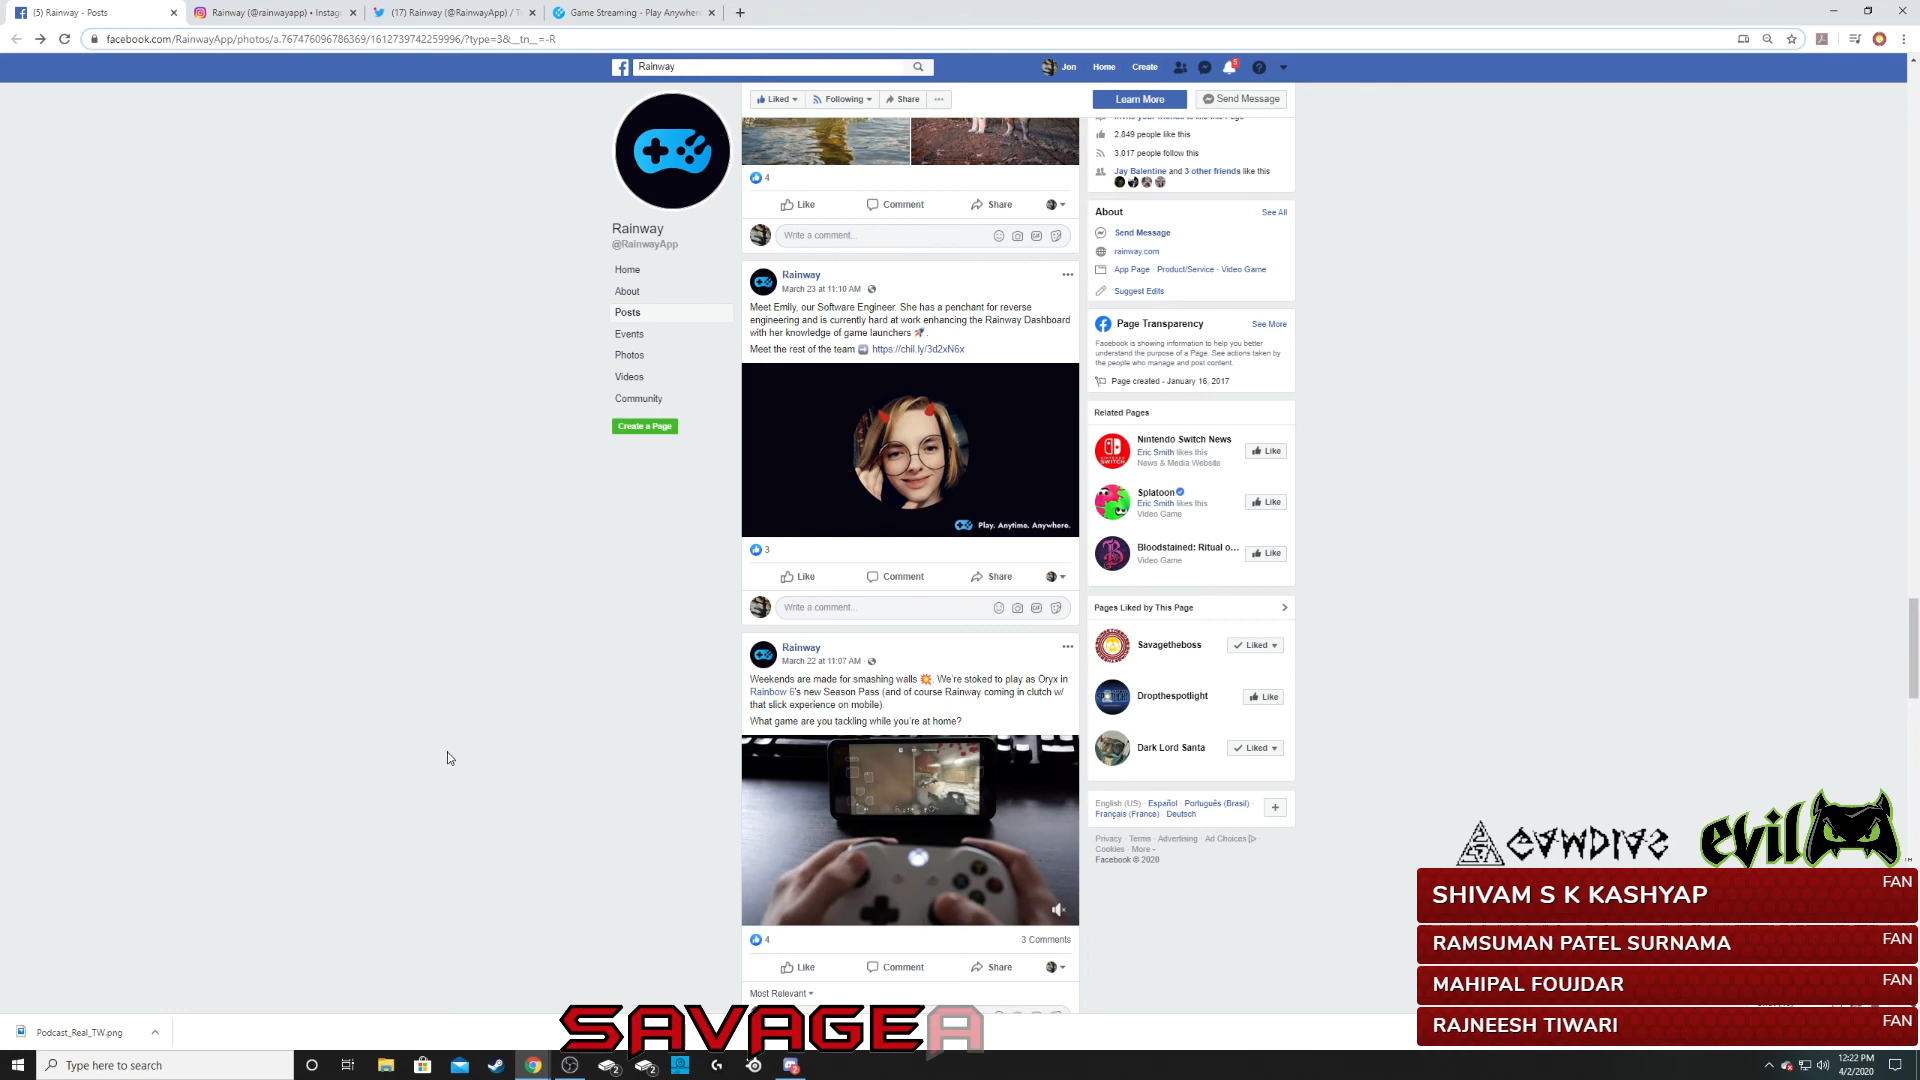 (5) Rainway - Posts
Rainway (@rainwayapp) • Instag
(17) Rainway (@RainwayApp) / T
Game Streaming - Play Anywher
facebook.com/RainwayApp/photos/a.767476096786369/1612739742259996/?type=3&__tn__=-R
Rainway
Jon
Home
Create
5
Liked
Following
Share
Learn More
Send Message
2,849 people like this
3,017 people follow this
Jay Balentine and 3 other friends like this
4
Like
Comment
Share
Write a comment...
About
See All
Send Message
rainway.com
App Page · Product/Service · Video Game
Suggest Edits
Rainway
@RainwayApp
Home
About
Posts
Events
Photos
Videos
Community
Create a Page
Rainway
March 23 at 11:10 AM ·
Meet Emily, our Software Engineer. She has a penchant for reverse
engineering and is currently hard at work enhancing the Rainway Dashboard
with her knowledge of game launchers 🚀.
Meet the rest of the team ➡ https://chil.ly/3d2xN6x
Play. Anytime. Anywhere.
3
Like
Comment
Share
Write a comment...
Page Transparency
See More
Facebook is showing information to help you better
understand the purpose of a Page. See actions taken by
the people who manage and post content.
Page created - January 16, 2017
Related Pages
Nintendo Switch News
Eric Smith likes this
News & Media Website
Like
Splatoon
Eric Smith likes this
Video Game
Like
Bloodstained: Ritual o...
Video Game
Like
Pages Liked by This Page
Savagetheboss
Liked
Dropthespotlight
Like
Dark Lord Santa
Liked
English (US) · Español · Português (Brasil) ·
Français (France) · Deutsch
Privacy · Terms · Advertising · Ad Choices
Cookies · More
Facebook © 2020
Rainway
March 22 at 11:07 AM ·
Weekends are made for smashing walls 💥. We're stoked to play as Oryx in
Rainbow 6's new Season Pass (and of course Rainway coming in clutch w/
that slick experience on mobile).
What game are you tackling while you're at home?
4
3 Comments
Like
Comment
Share
Most Relevant
evil
TM
SHIVAM S K KASHYAP
FAN
RAMSUMAN PATEL SURNAMA
FAN
MAHIPAL FOUJDAR
FAN
RAJNEESH TIWARI
FAN
SAVAGEA
Podcast_Real_TW.png
Type here to search
2
2
2
12:22 PM
4/2/2020